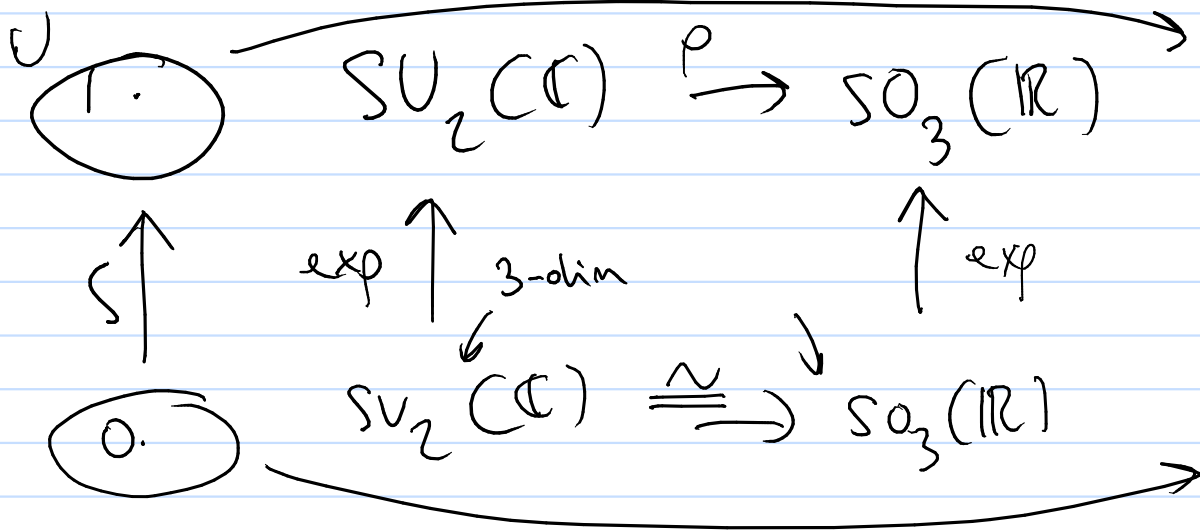 U
1. SU₂(ℂ) ρ→ SO₃(ℝ)
∫ exp 3-dim exp
0. su₂(ℂ) ≅ so₃(ℝ)